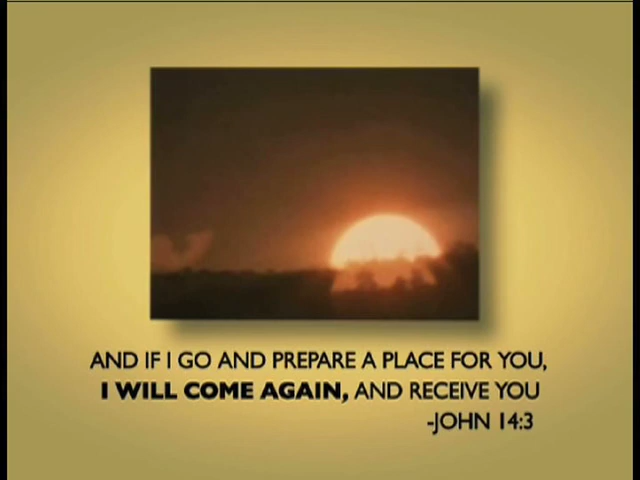 AND IF I GO AND PREPARE A PLACE FOR YOU,
I WILL COME AGAIN, AND RECEIVE YOU
-JOHN 14:3